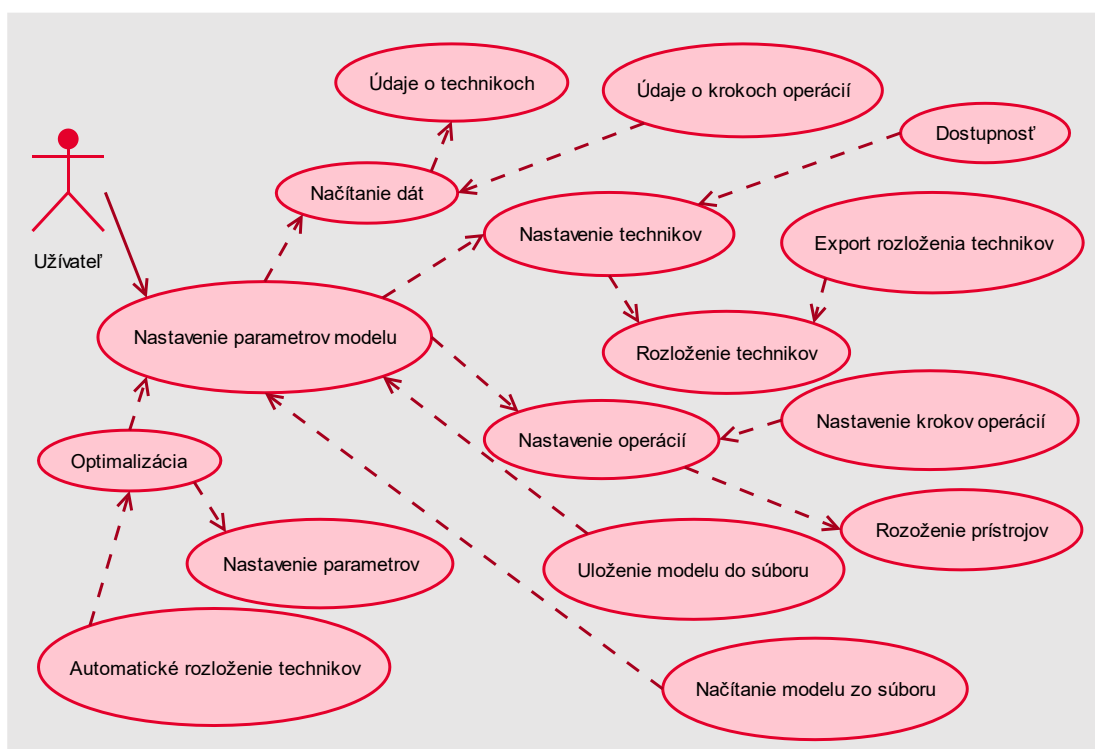 Údaje o technikoch
Údaje o krokoch operácií
Dostupnosť
Načítanie dát
Nastavenie technikov
Export rozloženia technikov
Užívateľ
Nastavenie parametrov modelu
Rozloženie technikov
Nastavenie krokov operácií
Nastavenie operácií
Optimalizácia
Rozoženie prístrojov
Nastavenie parametrov
Uloženie modelu do súboru
Automatické rozloženie technikov
Načítanie modelu zo súboru